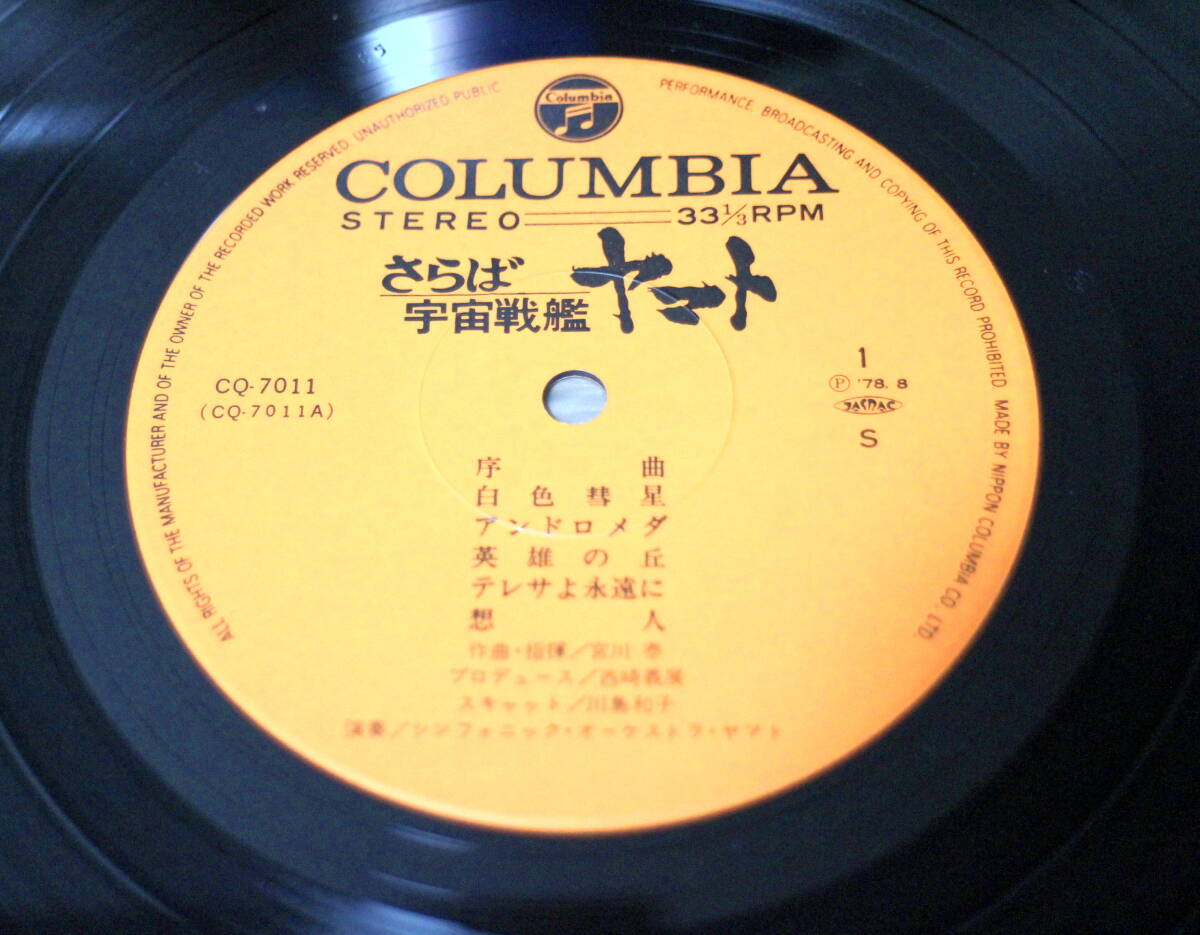 Columbia
COLUMBIA
STEREO 33 1/3 RPM
さらば
宇宙戦艦
ヤマト
CQ-7011
(CQ-7011A)
1
Ⓟ '78. 8
JASRAC
S
序曲
白色彗星
アンドロメダ
英雄の丘
テレサよ永遠に
想人
作曲・指揮/宮川 泰
プロデュース/西崎義展
スキャット/川島和子
演奏/シンフォニック・オーケストラ・ヤマト
ALL RIGHTS OF THE MANUFACTURER AND OF THE OWNER OF THE RECORDED WORK RESERVED. UNAUTHORIZED PUBLIC PERFORMANCE, BROADCASTING AND COPYING OF THIS RECORD PROHIBITED. MADE BY NIPPON COLUMBIA CO. LTD.